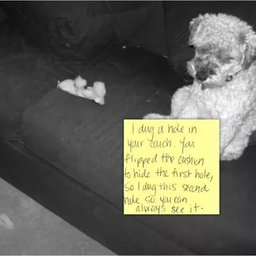 I dug a hole in
your couch. You
flipped the cushion
to hide the first hole,
so I dug this second
hole so you can
always see it.